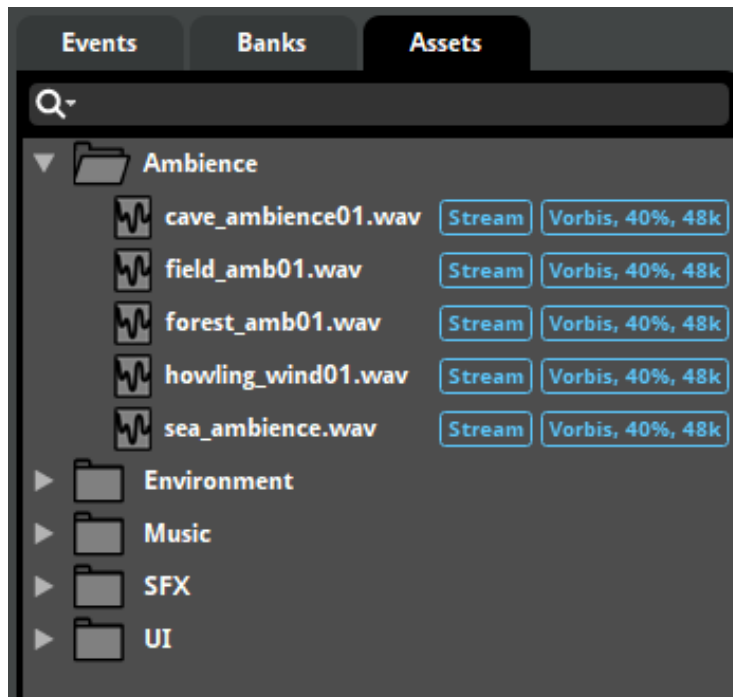 Events Banks Assets
Ambience
cave_ambience01.wav Stream Vorbis, 40%, 48k
field_amb01.wav Stream Vorbis, 40%, 48k
forest_amb01.wav Stream Vorbis, 40%, 48k
howling_wind01.wav Stream Vorbis, 40%, 48k
sea_ambience.wav Stream Vorbis, 40%, 48k
Environment
Music
SFX
UI